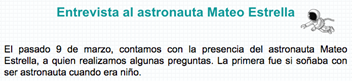 Entrevista al astronauta Mateo Estrella
El pasado 9 de marzo, contamos con la presencia del astronauta Mateo
Estrella, a quien realizamos algunas preguntas. La primera fue si soñaba con
ser astronauta cuando era niño.